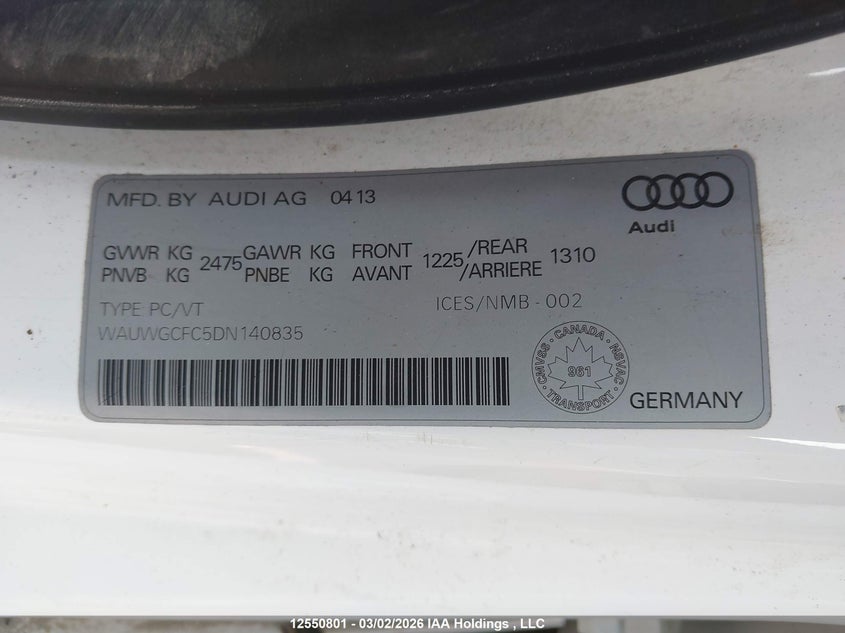 MFD. BY AUDI AG 0413
Audi
GVWR KG 2475 GAWR KG FRONT 1225 /REAR 1310
PNVB KG PNBE KG AVANT /ARRIERE
TYPE PC/VT ICES/NMB-002
WAUWGCFC5DN140835
CANADA
CMVSS 961 NSVAC
TRANSPORT
GERMANY
12550801 - 03/02/2026 IAA Holdings , LLC